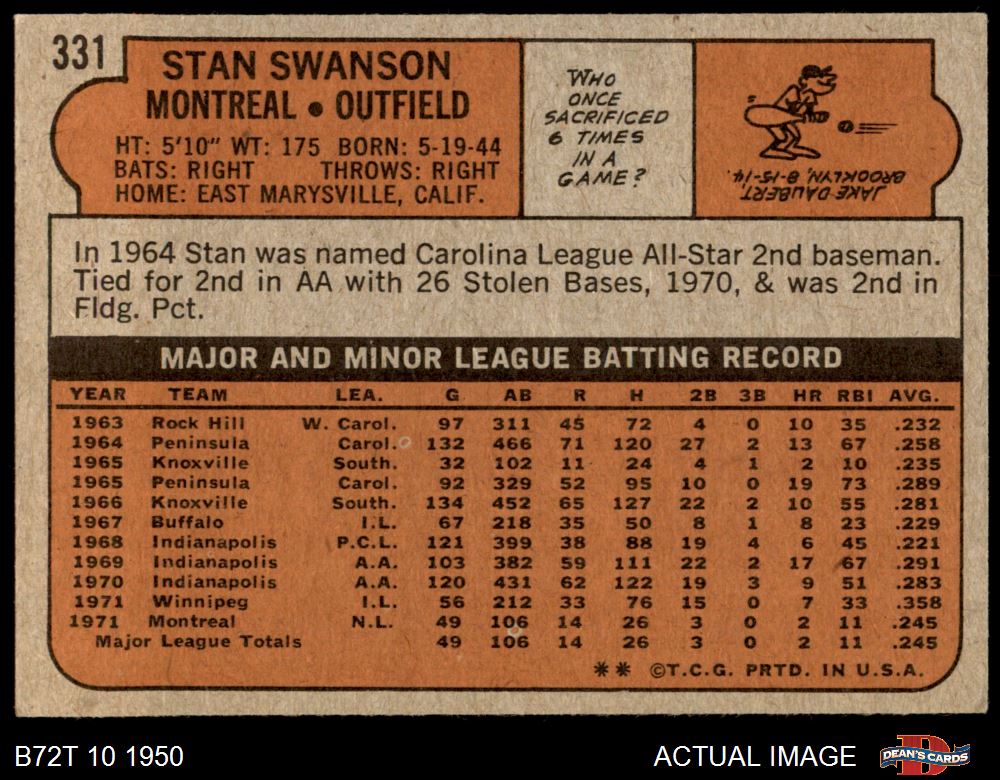 331
STAN SWANSON
MONTREAL • OUTFIELD
HT: 5'10" WT: 175 BORN: 5-19-44
BATS: RIGHT THROWS: RIGHT
HOME: EAST MARYSVILLE, CALIF.
WHO
ONCE
SACRIFICED
6 TIMES
IN A
GAME?
JAKE DAUBERT,
BROOKLYN, 8-15-14.
In 1964 Stan was named Carolina League All-Star 2nd baseman.
Tied for 2nd in AA with 26 Stolen Bases, 1970, & was 2nd in
Fldg. Pct.
MAJOR AND MINOR LEAGUE BATTING RECORD
YEAR TEAM LEA. G AB R H 2B 3B HR RBI AVG.
1963 Rock Hill W. Carol. 97 311 45 72 4 0 10 35 .232
1964 Peninsula Carol. 132 466 71 120 27 2 13 67 .258
1965 Knoxville South. 32 102 11 24 4 1 2 10 .235
1965 Peninsula Carol. 92 329 52 95 10 0 19 73 .289
1966 Knoxville South. 134 452 65 127 22 2 10 55 .281
1967 Buffalo I.L. 67 218 35 50 8 1 8 23 .229
1968 Indianapolis P.C.L. 121 399 38 88 19 4 6 45 .221
1969 Indianapolis A.A. 103 382 59 111 22 2 17 67 .291
1970 Indianapolis A.A. 120 431 62 122 19 3 9 51 .283
1971 Winnipeg I.L. 56 212 33 76 15 0 7 33 .358
1971 Montreal N.L. 49 106 14 26 3 0 2 11 .245
Major League Totals 49 106 14 26 3 0 2 11 .245
** ©T.C.G. PRTD. IN U.S.A.
B72T 10 1950
ACTUAL IMAGE
DEAN'S CARDS